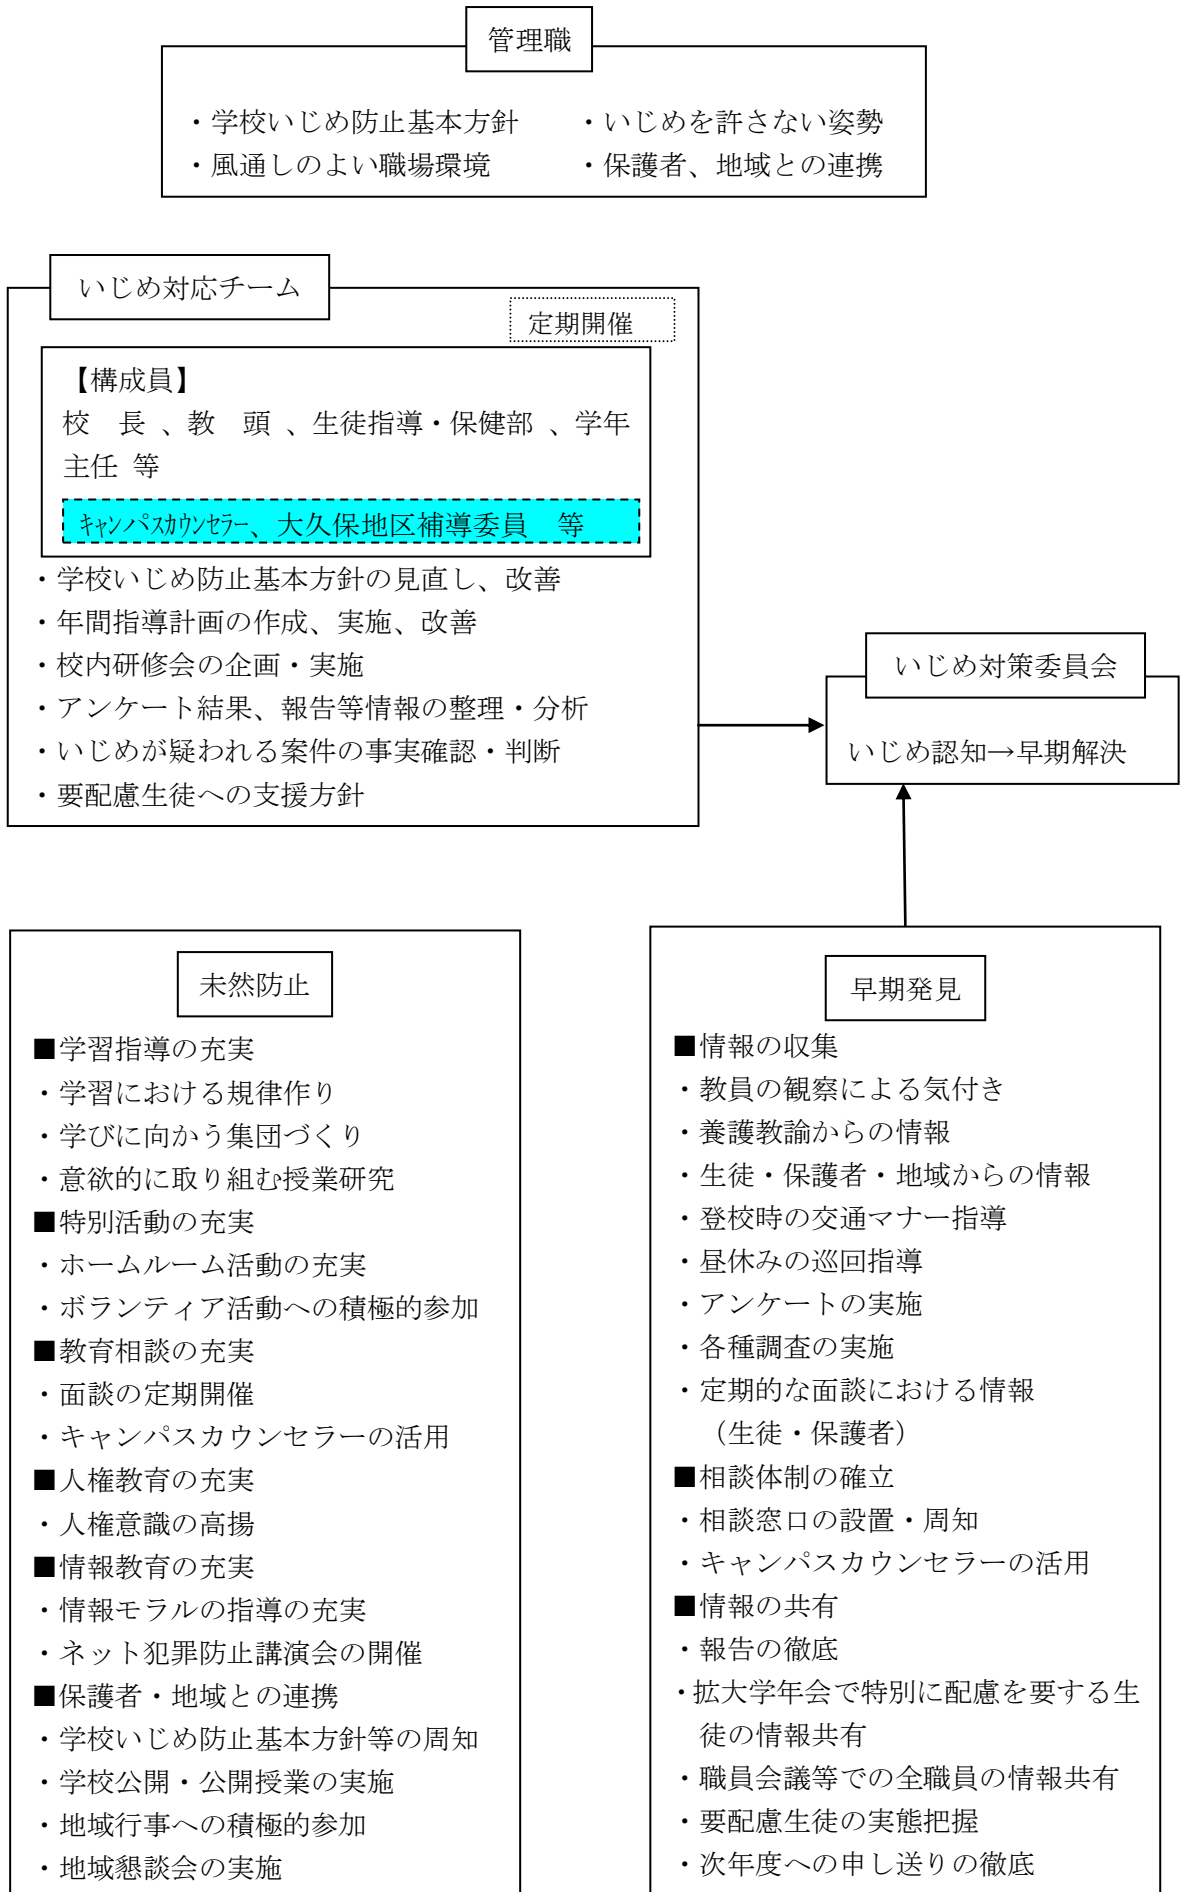 管理職
・学校いじめ防止基本方針　　・いじめを許さない姿勢
・風通しのよい職場環境　　　・保護者、地域との連携
いじめ対応チーム
定期開催
【構成員】
校　長 、教　頭 、生徒指導・保健部 、学年
主任 等
キャンパスカウンセラー、大久保地区補導委員　等
・学校いじめ防止基本方針の見直し、改善
・年間指導計画の作成、実施、改善
・校内研修会の企画・実施
・アンケート結果、報告等情報の整理・分析
・いじめが疑われる案件の事実確認・判断
・要配慮生徒への支援方針
いじめ対策委員会
いじめ認知→早期解決
未然防止
■学習指導の充実
・学習における規律作り
・学びに向かう集団づくり
・意欲的に取り組む授業研究
■特別活動の充実
・ホームルーム活動の充実
・ボランティア活動への積極的参加
■教育相談の充実
・面談の定期開催
・キャンパスカウンセラーの活用
■人権教育の充実
・人権意識の高揚
■情報教育の充実
・情報モラルの指導の充実
・ネット犯罪防止講演会の開催
■保護者・地域との連携
・学校いじめ防止基本方針等の周知
・学校公開・公開授業の実施
・地域行事への積極的参加
・地域懇談会の実施
早期発見
■情報の収集
・教員の観察による気付き
・養護教諭からの情報
・生徒・保護者・地域からの情報
・登校時の交通マナー指導
・昼休みの巡回指導
・アンケートの実施
・各種調査の実施
・定期的な面談における情報
（生徒・保護者）
■相談体制の確立
・相談窓口の設置・周知
・キャンパスカウンセラーの活用
■情報の共有
・報告の徹底
・拡大学年会で特別に配慮を要する生
徒の情報共有
・職員会議等での全職員の情報共有
・要配慮生徒の実態把握
・次年度への申し送りの徹底